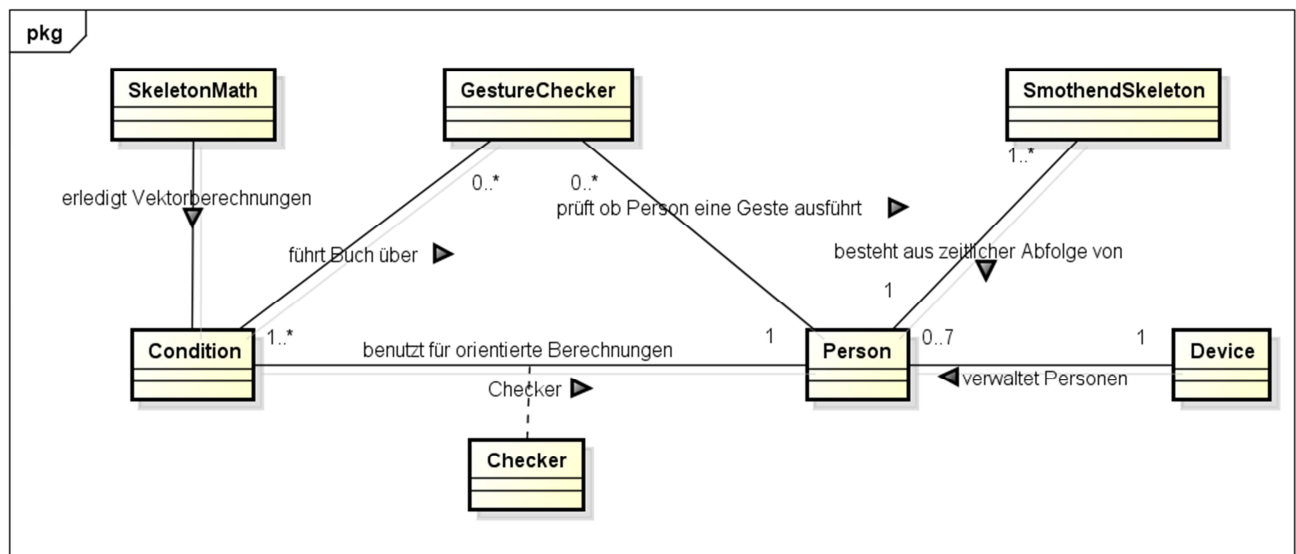 pkg
SkeletonMath
GestureChecker
SmothendSkeleton
1..*
0..*
0..*
erledigt Vektorberechnungen
prüft ob Person eine Geste ausführt
führt Buch über
besteht aus zeitlicher Abfolge von
1
Condition
1..*
benutzt für orientierte Berechnungen
1
Person
0..7
1
Device
Checker
verwaltet Personen
Checker